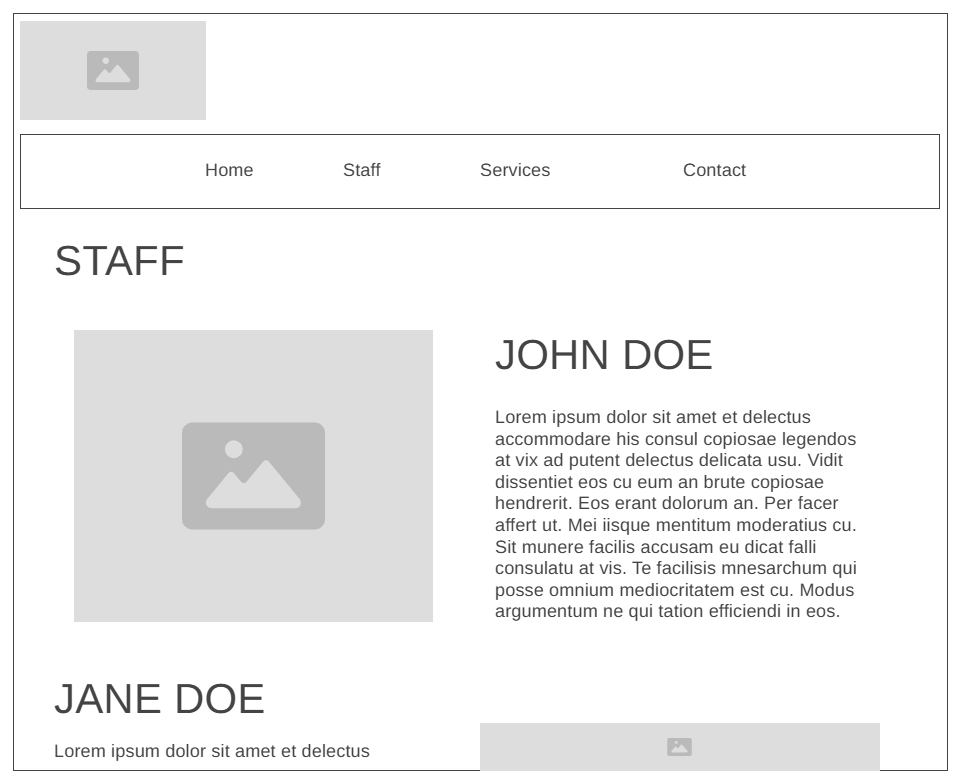 Home Staff Services Contact
STAFF
JOHN DOE
Lorem ipsum dolor sit amet et delectus
accommodare his consul copiosae legendos
at vix ad putent delectus delicata usu. Vidit
dissentiet eos cu eum an brute copiosae
hendrerit. Eos erant dolorum an. Per facer
affert ut. Mei iisque mentitum moderatius cu.
Sit munere facilis accusam eu dicat falli
consulatu at vis. Te facilisis mnesarchum qui
posse omnium mediocritatem est cu. Modus
argumentum ne qui tation efficiendi in eos.
JANE DOE
Lorem ipsum dolor sit amet et delectus